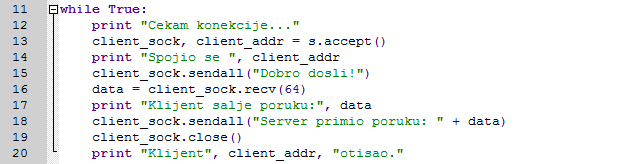 11 while True:
12 print "Cekam konekcije..."
13 client_sock, client_addr = s.accept()
14 print "Spojio se ", client_addr
15 client_sock.sendall("Dobro dosli!")
16 data = client_sock.recv(64)
17 print "Klijent salje poruku:", data
18 client_sock.sendall("Server primio poruku: " + data)
19 client_sock.close()
20 print "Klijent", client_addr, "otisao."